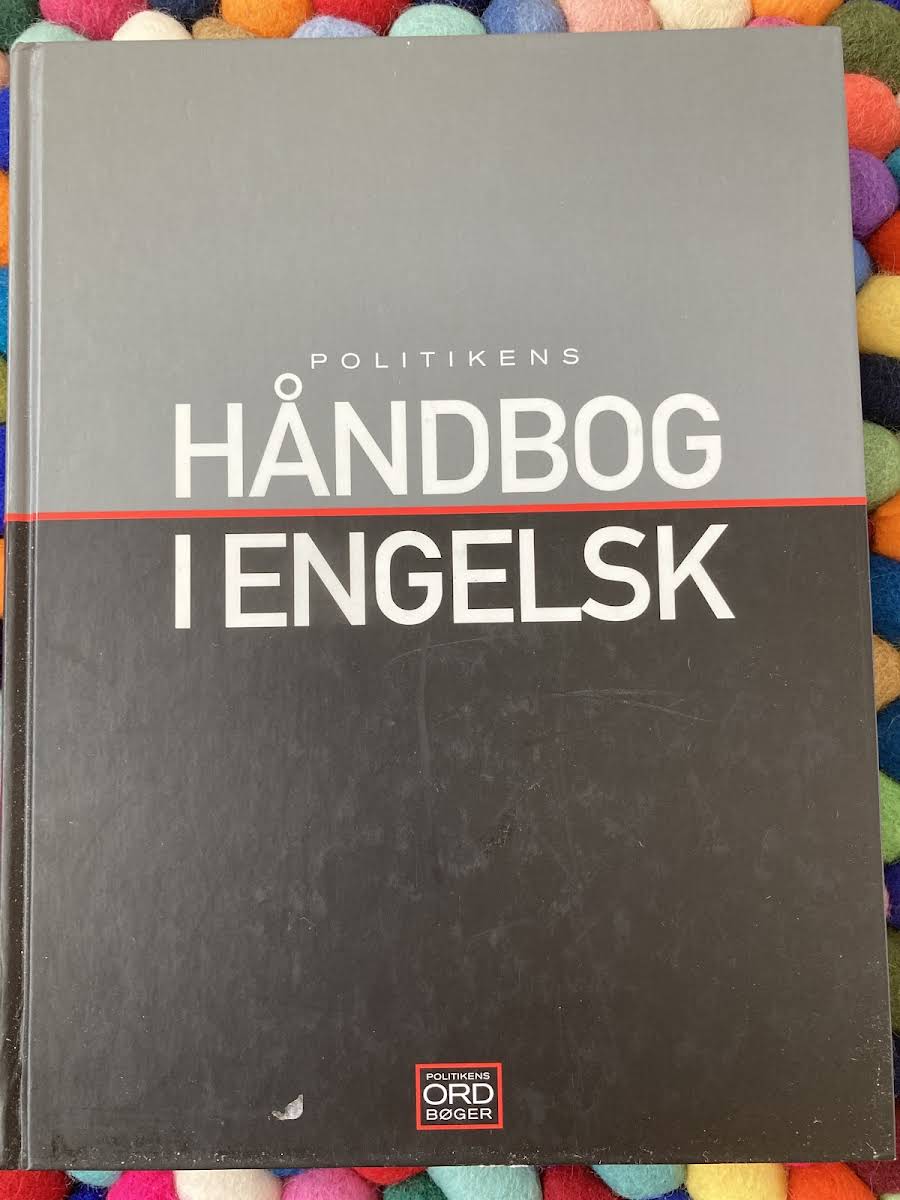 POLITIKENS
HÅNDBOG
I ENGELSK
POLITIKENS
ORD
BØGER